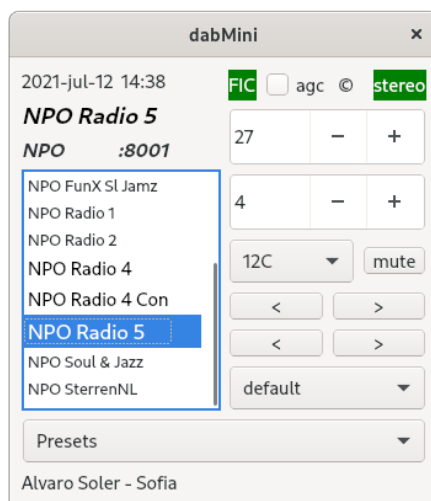 dabMini ×
2021-jul-12 14:38
FIC agc © stereo
NPO Radio 5
NPO :8001
27 − +
NPO FunX Sl Jamz
NPO Radio 1
NPO Radio 2
NPO Radio 4
NPO Radio 4 Con
NPO Radio 5
NPO Soul & Jazz
NPO SterrenNL
4 − +
12C mute
< >
< >
default
Presets
Alvaro Soler - Sofia